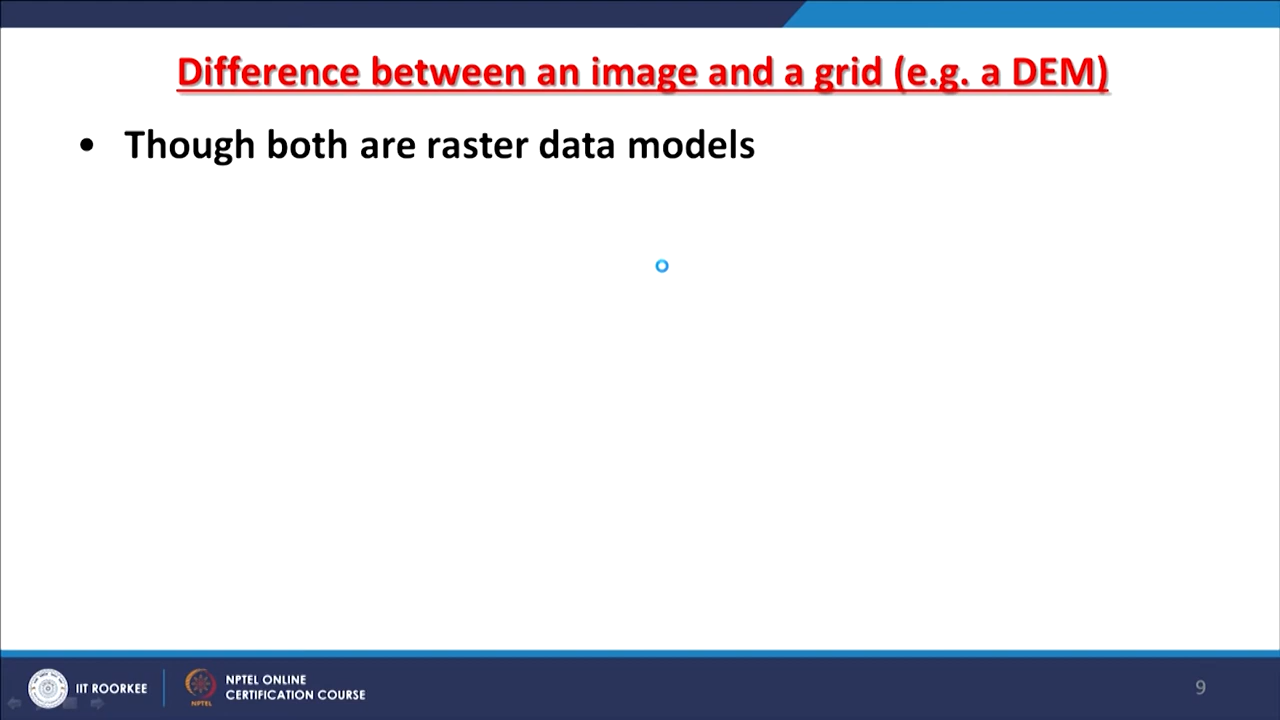 Difference between an image and a grid (e.g. a DEM)
• Though both are raster data models
IIT ROORKEE
NPTEL ONLINE
CERTIFICATION COURSE
NPTEL
9